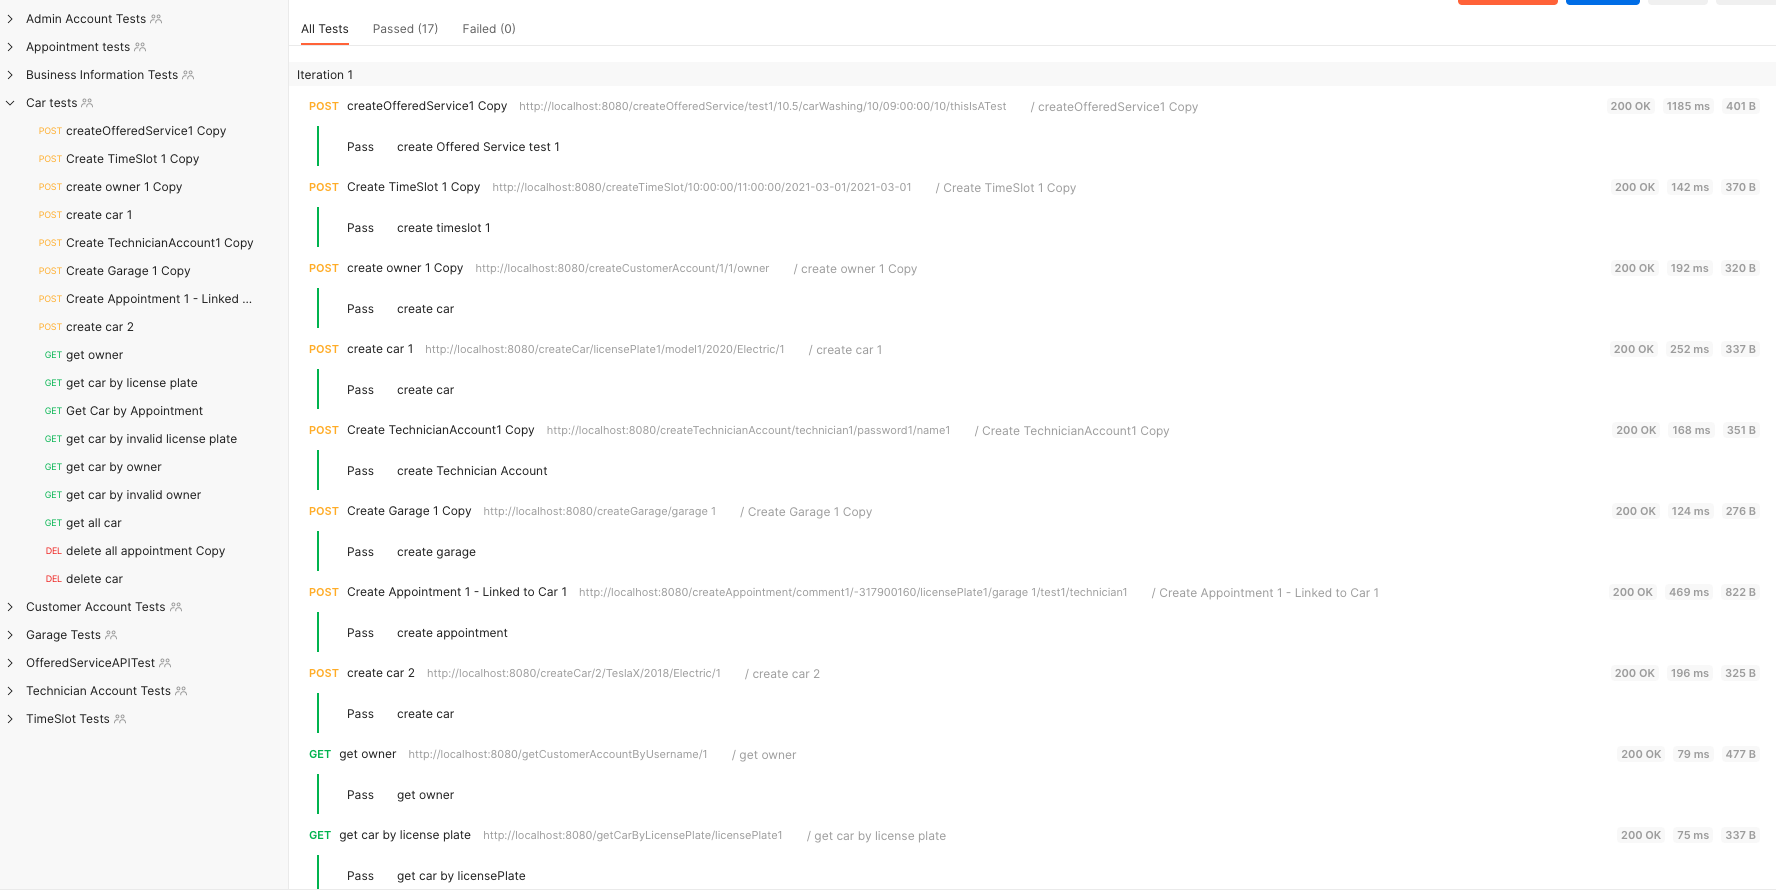 Admin Account Tests
Appointment tests
Business Information Tests
Car tests
POST createOfferedService1 Copy
POST Create TimeSlot 1 Copy
POST create owner 1 Copy
POST create car 1
POST Create TechnicianAccount1 Copy
POST Create Garage 1 Copy
POST Create Appointment 1 - Linked ...
POST create car 2
GET get owner
GET get car by license plate
GET Get Car by Appointment
GET get car by invalid license plate
GET get car by owner
GET get car by invalid owner
GET get all car
DEL delete all appointment Copy
DEL delete car
Customer Account Tests
Garage Tests
OfferedServiceAPITest
Technician Account Tests
TimeSlot Tests
All Tests Passed (17) Failed (0)
Iteration 1
POST createOfferedService1 Copy http://localhost:8080/createOfferedService/test1/10.5/carWashing/10/09:00:00/10/thisIsATest / createOfferedService1 Copy 200 OK 1185 ms 401 B
Pass create Offered Service test 1
POST Create TimeSlot 1 Copy http://localhost:8080/createTimeSlot/10:00:00/11:00:00/2021-03-01/2021-03-01 / Create TimeSlot 1 Copy 200 OK 142 ms 370 B
Pass create timeslot 1
POST create owner 1 Copy http://localhost:8080/createCustomerAccount/1/1/owner / create owner 1 Copy 200 OK 192 ms 320 B
Pass create car
POST create car 1 http://localhost:8080/createCar/licensePlate1/model1/2020/Electric/1 / create car 1 200 OK 252 ms 337 B
Pass create car
POST Create TechnicianAccount1 Copy http://localhost:8080/createTechnicianAccount/technician1/password1/name1 / Create TechnicianAccount1 Copy 200 OK 168 ms 351 B
Pass create Technician Account
POST Create Garage 1 Copy http://localhost:8080/createGarage/garage 1 / Create Garage 1 Copy 200 OK 124 ms 276 B
Pass create garage
POST Create Appointment 1 - Linked to Car 1 http://localhost:8080/createAppointment/comment1/-317900160/licensePlate1/garage 1/test1/technician1 / Create Appointment 1 - Linked to Car 1 200 OK 469 ms 822 B
Pass create appointment
POST create car 2 http://localhost:8080/createCar/2/TeslaX/2018/Electric/1 / create car 2 200 OK 196 ms 325 B
Pass create car
GET get owner http://localhost:8080/getCustomerAccountByUsername/1 / get owner 200 OK 79 ms 477 B
Pass get owner
GET get car by license plate http://localhost:8080/getCarByLicensePlate/licensePlate1 / get car by license plate 200 OK 75 ms 337 B
Pass get car by licensePlate